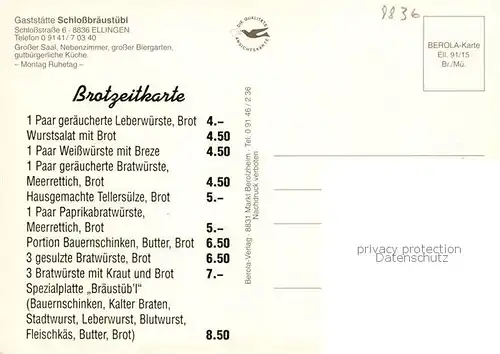 Gaststätte Schloßbräustübl
Schloßstraße 6 · 8836 ELLINGEN
Telefon 0 91 41 / 7 03 40
Großer Saal, Nebenzimmer, großer Biergarten,
gutbürgerliche Küche.
– Montag Ruhetag –
DIE QUALITÄTS
ANSICHTSKARTE
8836
BEROLA-Karte
Ell. 91/15
Br./Mü.
Brotzeitkarte
1 Paar geräucherte Leberwürste, Brot 4.–
Wurstsalat mit Brot 4.50
1 Paar Weißwürste mit Breze 4.50
1 Paar geräucherte Bratwürste,
Meerrettich, Brot 4.50
Hausgemachte Tellersülze, Brot 5.–
1 Paar Paprikabratwürste,
Meerrettich, Brot 5.–
Portion Bauernschinken, Butter, Brot 6.50
3 gesulzte Bratwürste, Brot 6.50
3 Bratwürste mit Kraut und Brot 7.–
Spezialplatte „Bräustüb'l"
(Bauernschinken, Kalter Braten,
Stadtwurst, Leberwurst, Blutwurst,
Fleischkäs, Butter, Brot) 8.50
Berola-Verlag · 8831 Markt Berolzheim · Tel. 0 91 46 / 2 36
Nachdruck verboten
privacy protection
DAKARTEN.COM